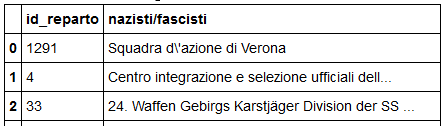 id_reparto nazisti/fascisti
0 1291 Squadra d\'azione di Verona
1 4 Centro integrazione e selezione ufficiali dell...
2 33 24. Waffen Gebirgs Karstjäger Division der SS ...